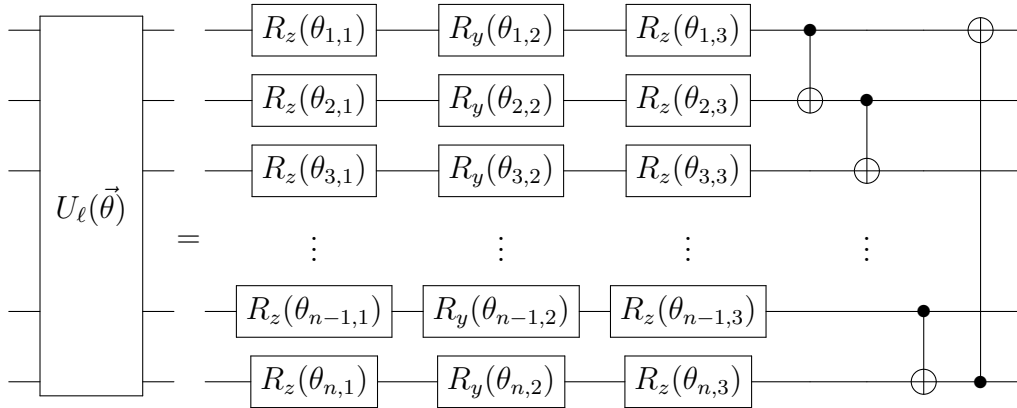 R_z(θ_{1,1}) R_y(θ_{1,2}) R_z(θ_{1,3})
R_z(θ_{2,1}) R_y(θ_{2,2}) R_z(θ_{2,3})
R_z(θ_{3,1}) R_y(θ_{3,2}) R_z(θ_{3,3})
U_ℓ(\vec{θ}) = ⋮ ⋮ ⋮ ⋮
R_z(θ_{n−1,1}) R_y(θ_{n−1,2}) R_z(θ_{n−1,3})
R_z(θ_{n,1}) R_y(θ_{n,2}) R_z(θ_{n,3})